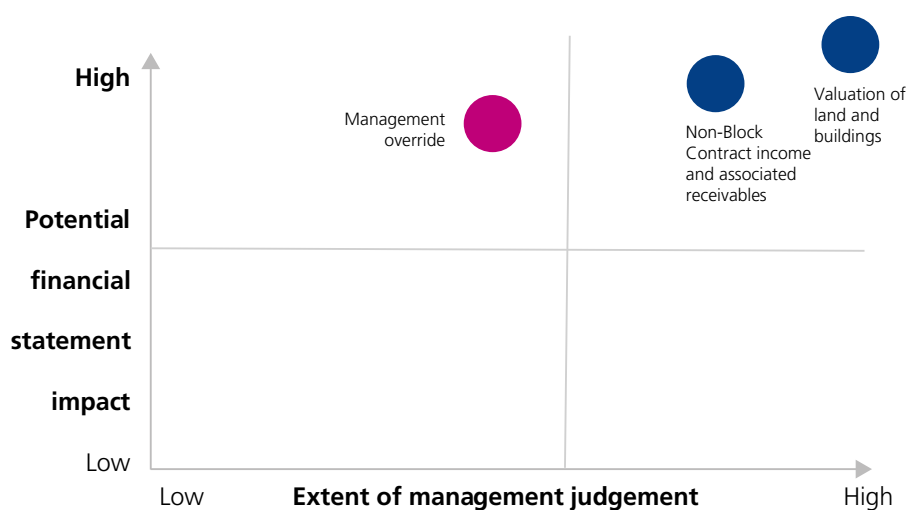 High
Potential
financial
statement
impact
Low
Management
override
Non-Block
Contract income
and associated
receivables
Valuation of
land and
buildings
Low
Extent of management judgement
High